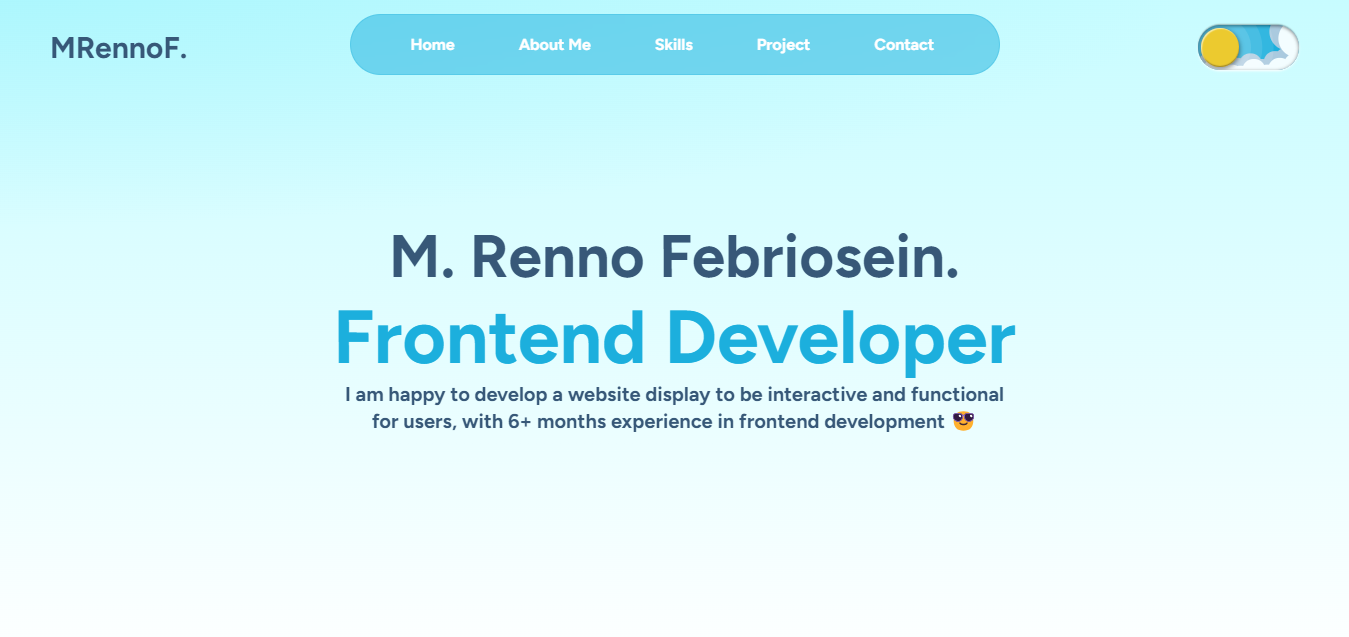 MRennoF.
Home About Me Skills Project Contact
M. Renno Febriosein.
Frontend Developer
I am happy to develop a website display to be interactive and functional
for users, with 6+ months experience in frontend development 😎